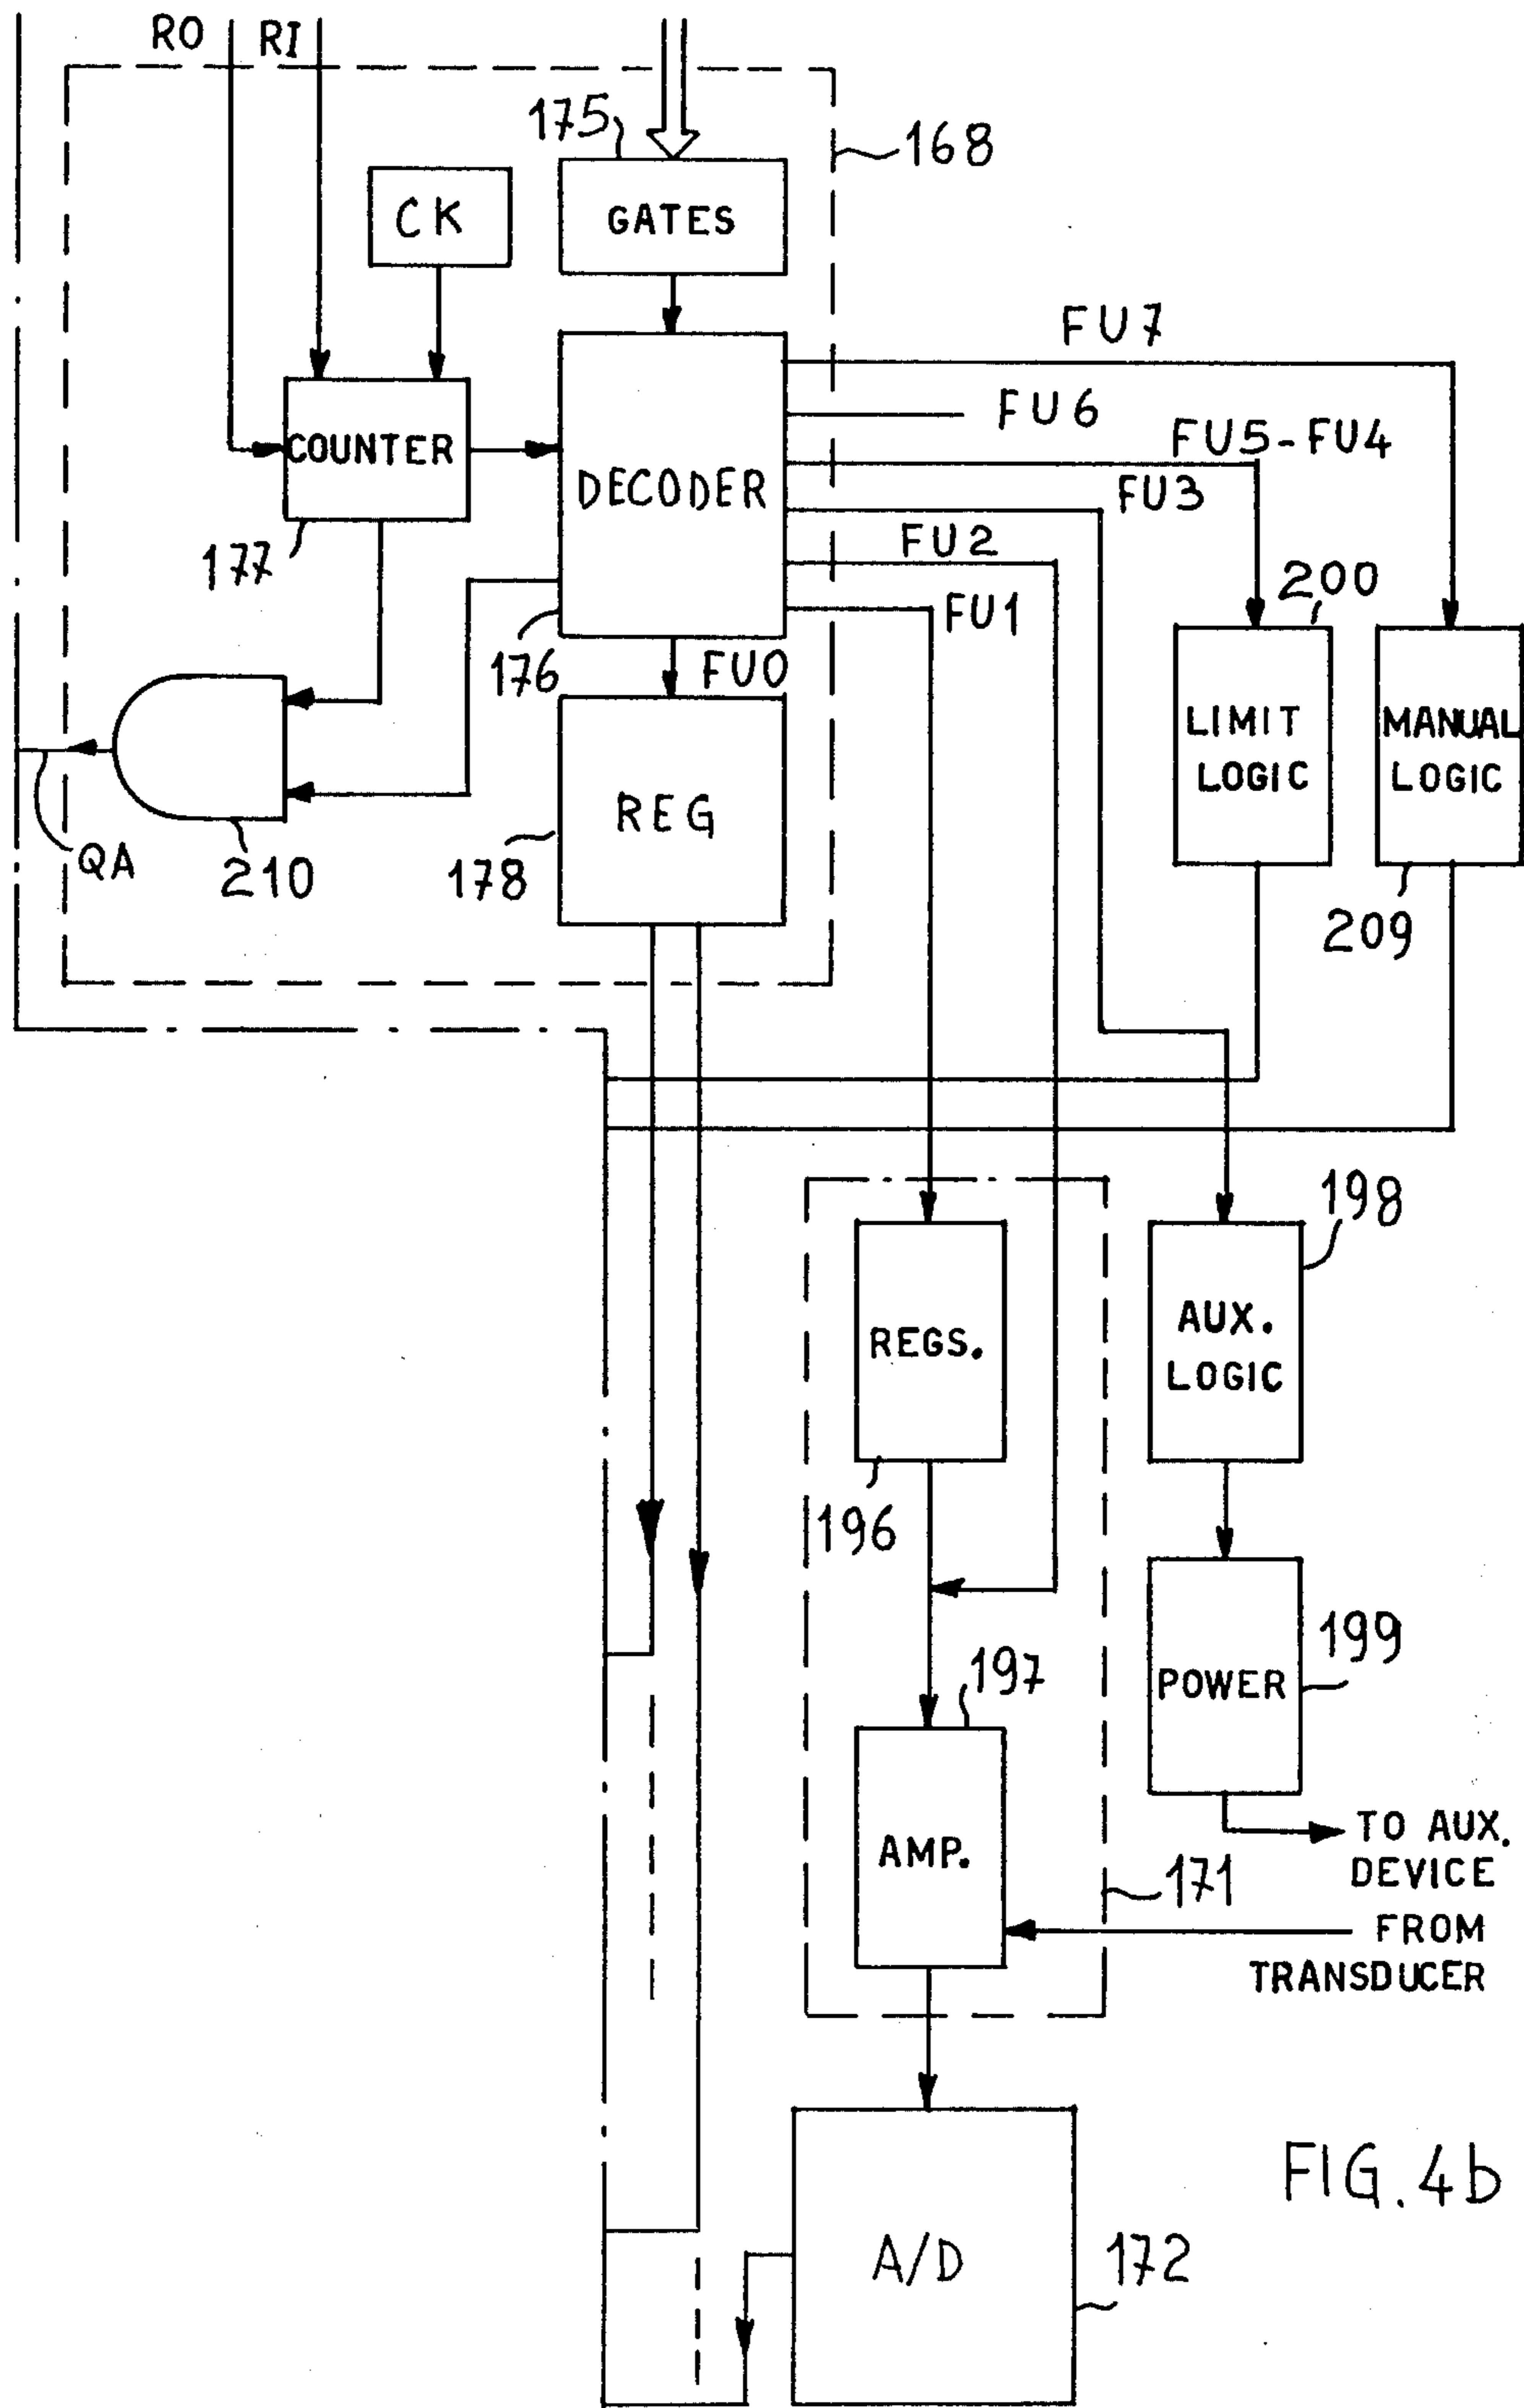 RO RI
175
168
CK
GATES
FU7
FU6
FU5-FU4
COUNTER
DECODER
FU3
FU2
177
200
FU1
176
FU0
LIMIT
LOGIC
MANUAL
LOGIC
REG
QA
210
178
209
198
REGS.
AUX.
LOGIC
196
199
197
POWER
AMP.
TO AUX.
DEVICE
171
FROM
TRANSDUCER
FIG. 4b
A/D
172